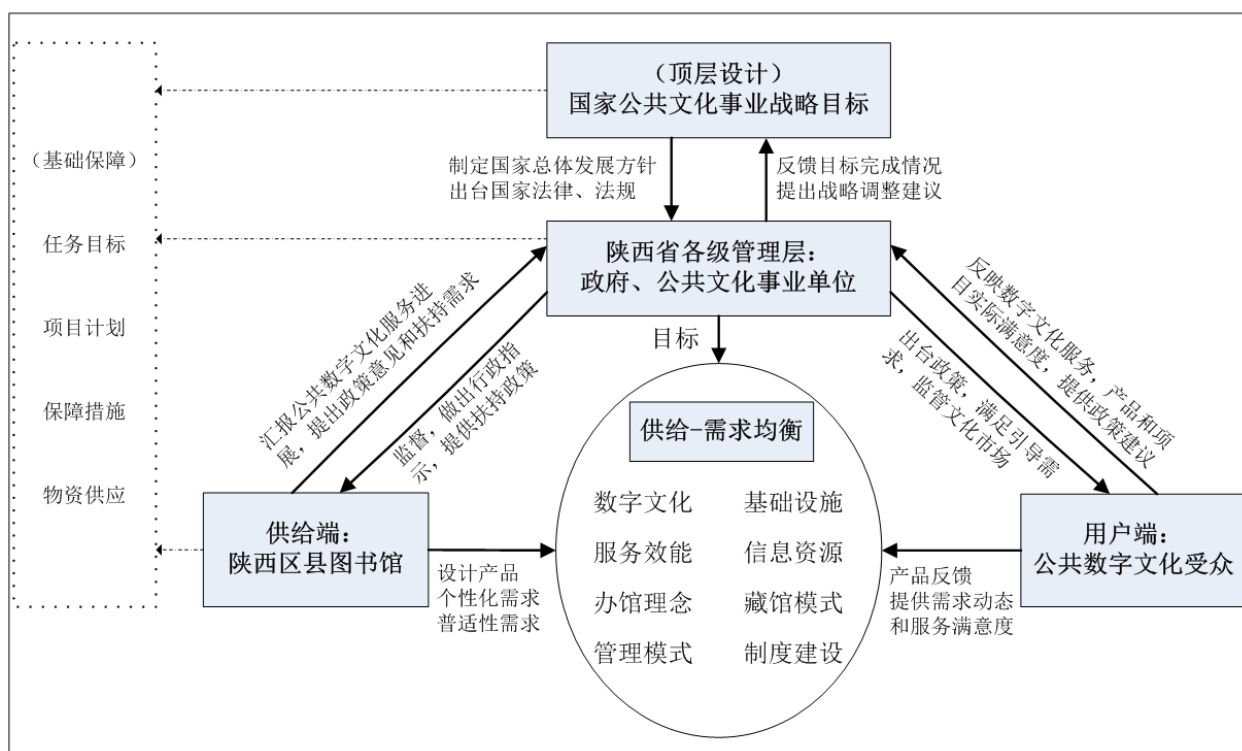 （顶层设计）
国家公共文化事业战略目标
（基础保障）
任务目标
项目计划
保障措施
物资供应
制定国家总体发展方针
出台国家法律、法规
反馈目标完成情况
提出战略调整建议
陕西省各级管理层：
政府、公共文化事业单位
汇报公共数字文化服务进
展，提出政策意见和扶持需求
监督，做出行政指
示，提供扶持政策
目标
出台政策，满足引导需
求，监管文化市场
反映数字文化服务，产品和项
目实际满意度，提供政策建议
供给-需求均衡
数字文化 基础设施
服务效能 信息资源
办馆理念 藏馆模式
管理模式 制度建设
供给端：
陕西区县图书馆
设计产品
个性化需求
普适性需求
用户端：
公共数字文化受众
产品反馈
提供需求动态
和服务满意度